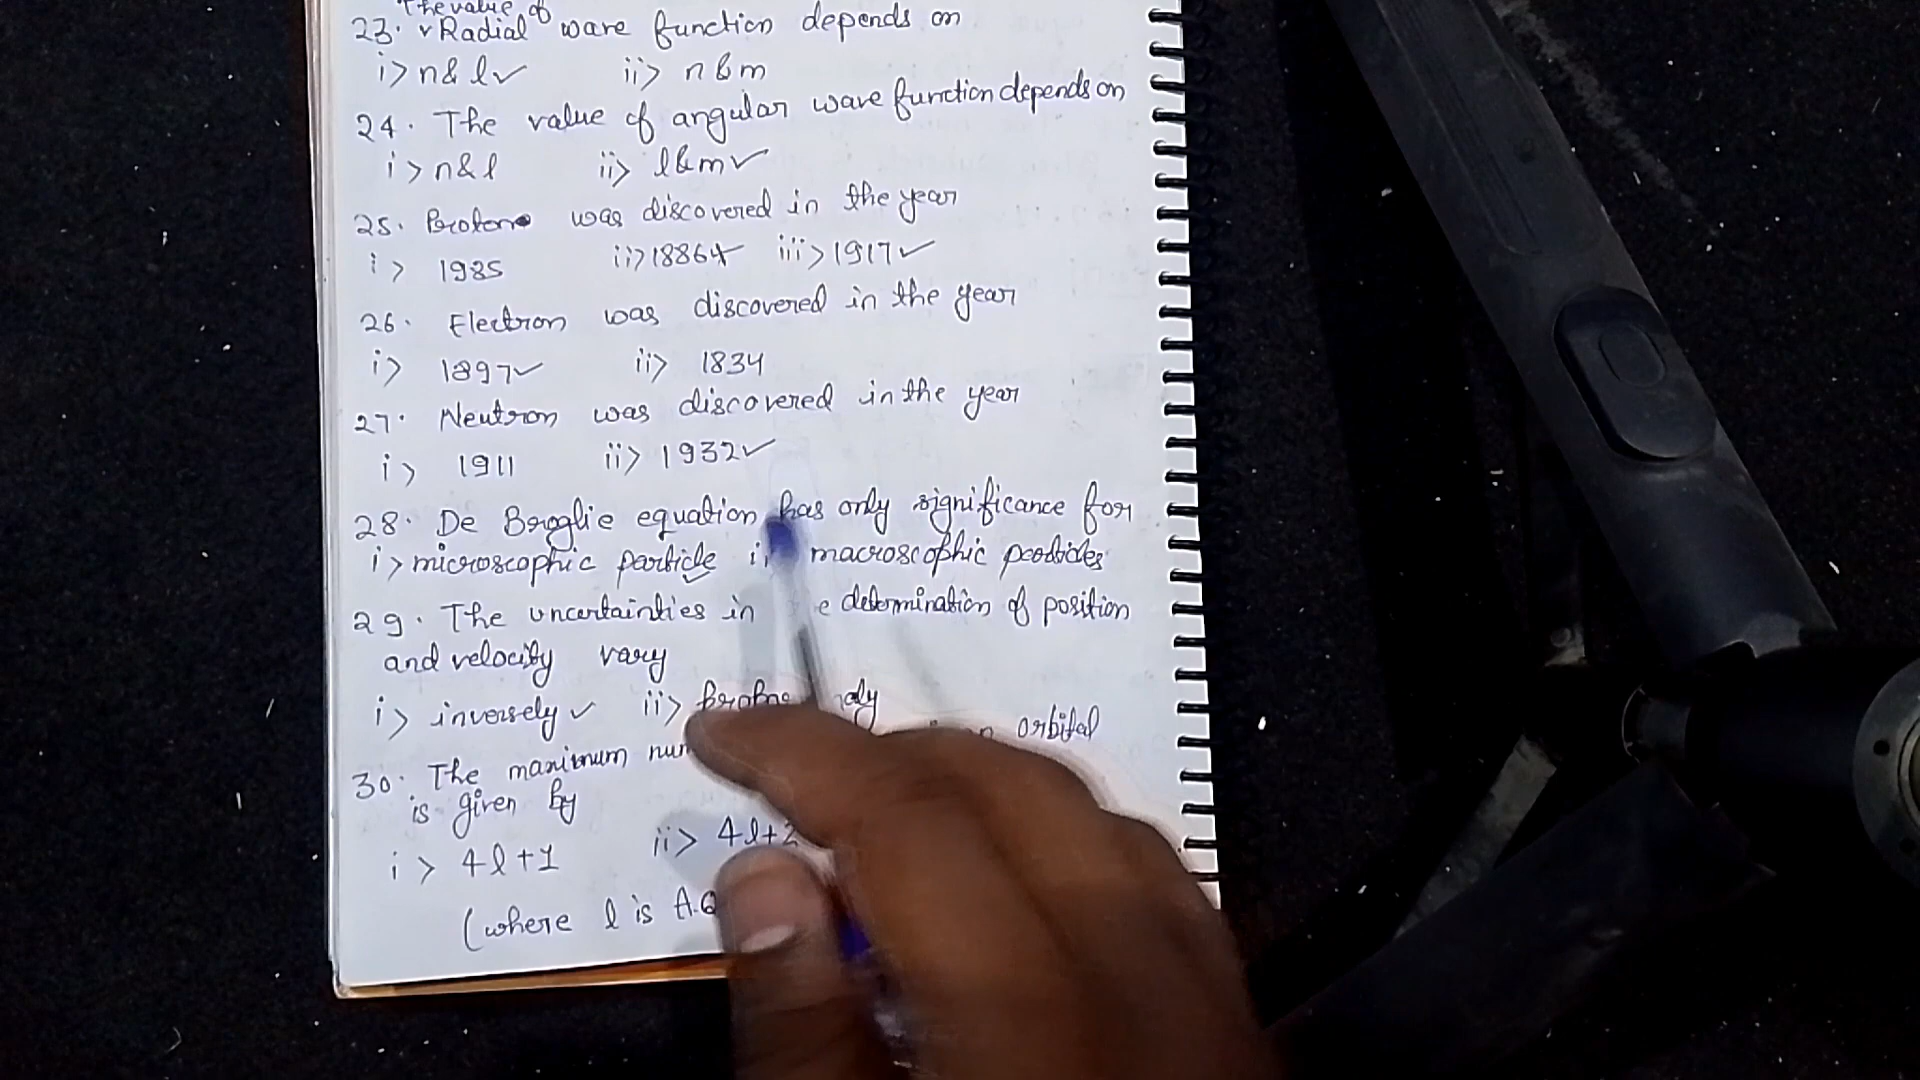 The value of
23. Radial wave function depends on
i> n& l✓ ii> n & m
24. The value of angular wave function depends on
i> n& l ii> l & m✓
25. Proton was discovered in the year
i> 1985 ii> 1886 iii> 1917✓
26. Electron was discovered in the year
i> 1897✓ ii> 1834
27. Neutron was discovered in the year
i> 1911 ii> 1932✓
28. De Broglie equation has only significance for
i> microscophic particle macroscophic particles
29. The uncertainties in determination of position
and velocity vary
i> inversely✓ ii>
30. The maximum orbital
is given by
i> 4l+1 ii> 4l+2
(where l is A.Q